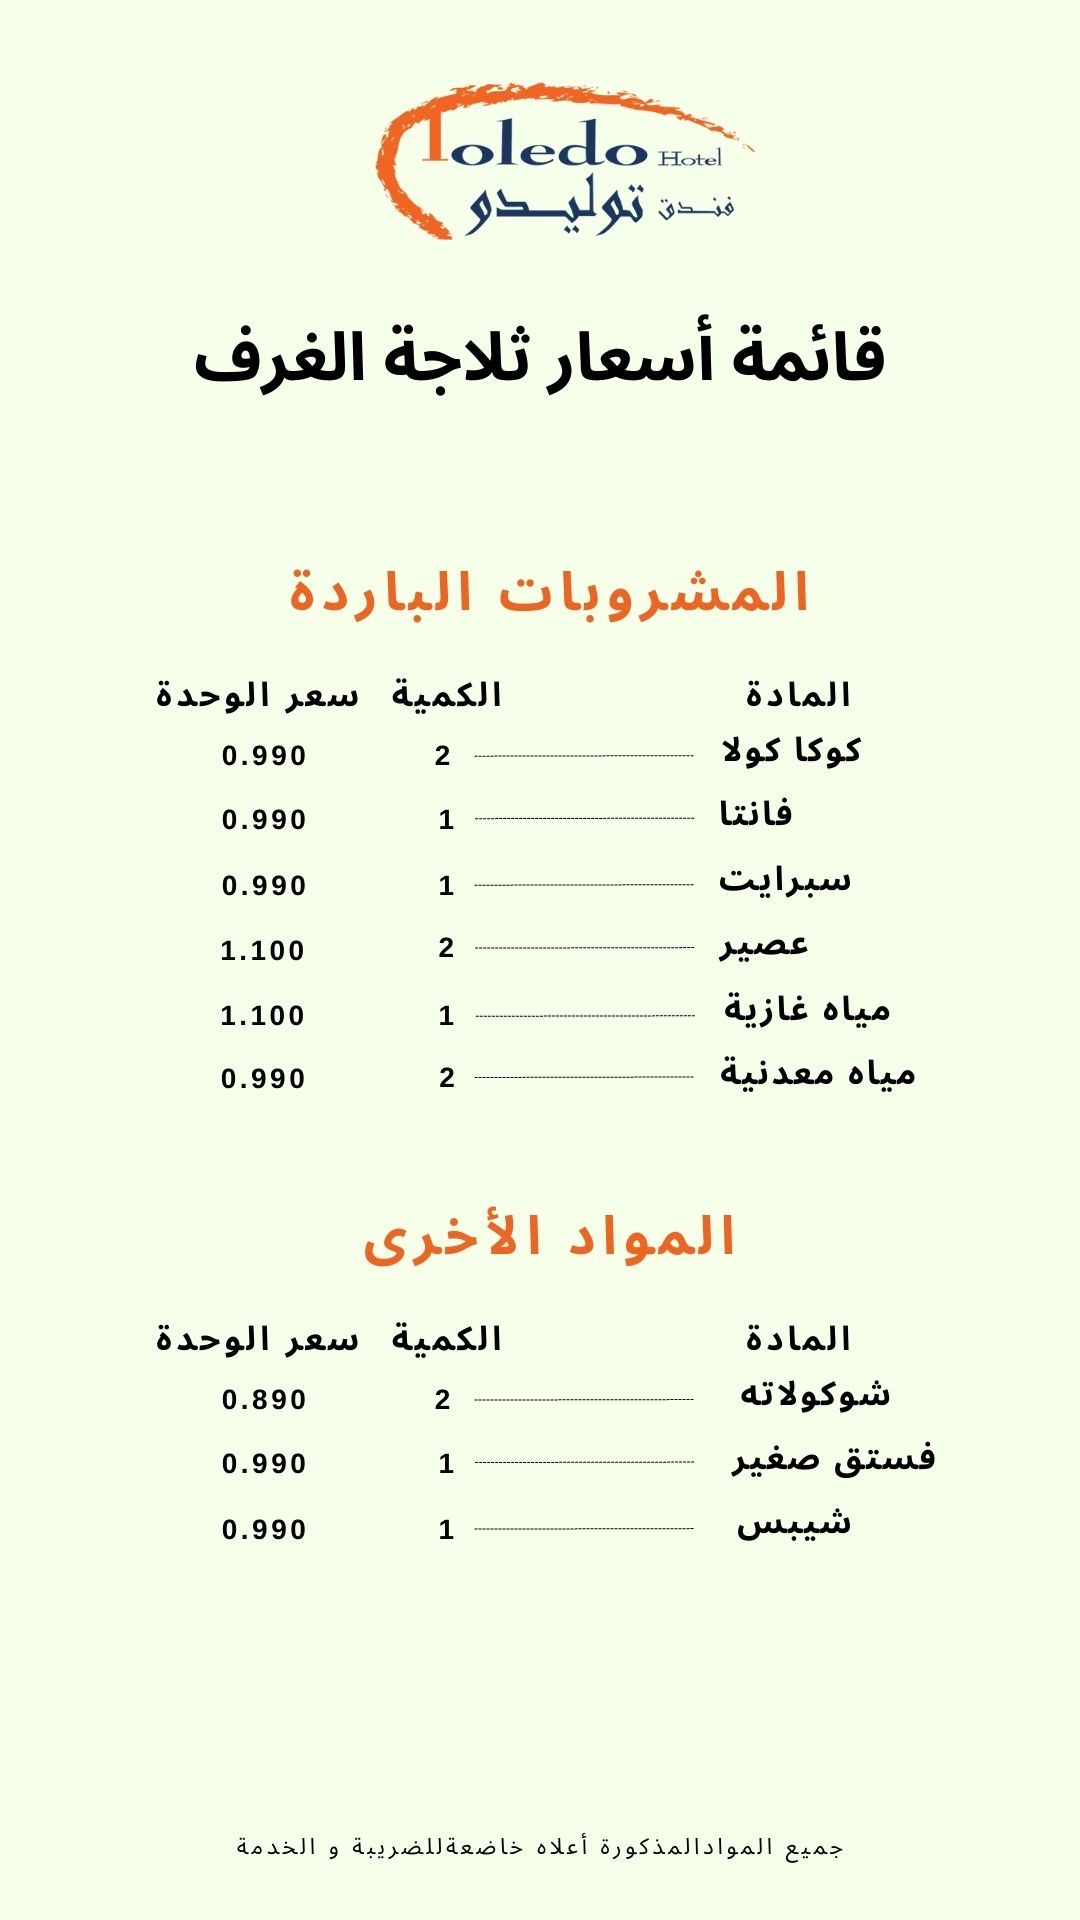 Toledo Hotel
فندق توليدو
قائمة أسعار ثلاجة الغرف
المشروبات الباردة
المادة الكمية سعر الوحدة
كوكا كولا 2 0.990
فانتا 1 0.990
سبرايت 1 0.990
عصير 2 1.100
مياه غازية 1 1.100
مياه معدنية 2 0.990
المواد الأخرى
المادة الكمية سعر الوحدة
شوكولاته 2 0.890
فستق صغير 1 0.990
شيبس 1 0.990
جميع الموادالمذكورة أعلاه خاضعةللضريبة و الخدمة